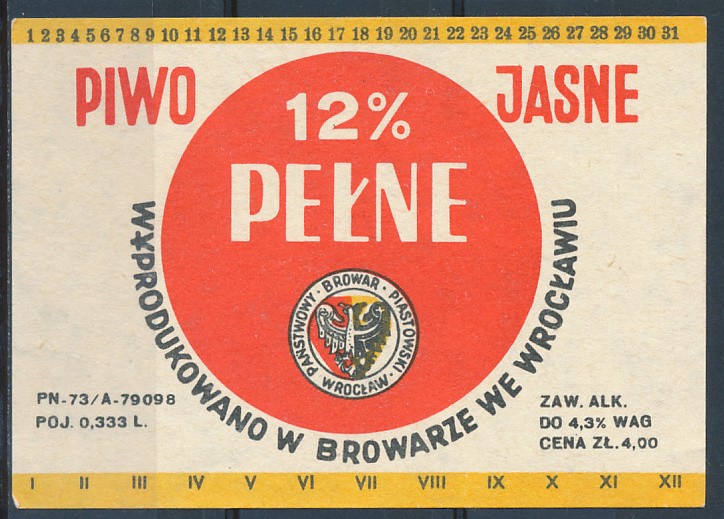 1 2 3 4 5 6 7 8 9 10 11 12 13 14 15 16 17 18 19 20 21 22 23 24 25 26 27 28 29 30 31
PIWO JASNE
12%
PEŁNE
PAŃSTWOWY · BROWAR · PIASTOWSKI · WROCŁAW ·
WYPRODUKOWANO W BROWARZE WE WROCŁAWIU
PN-73/A-79098
POJ. 0,333 L.
ZAW. ALK.
DO 4,3% WAG
CENA ZŁ. 4,00
I II III IV V VI VII VIII IX X XI XII